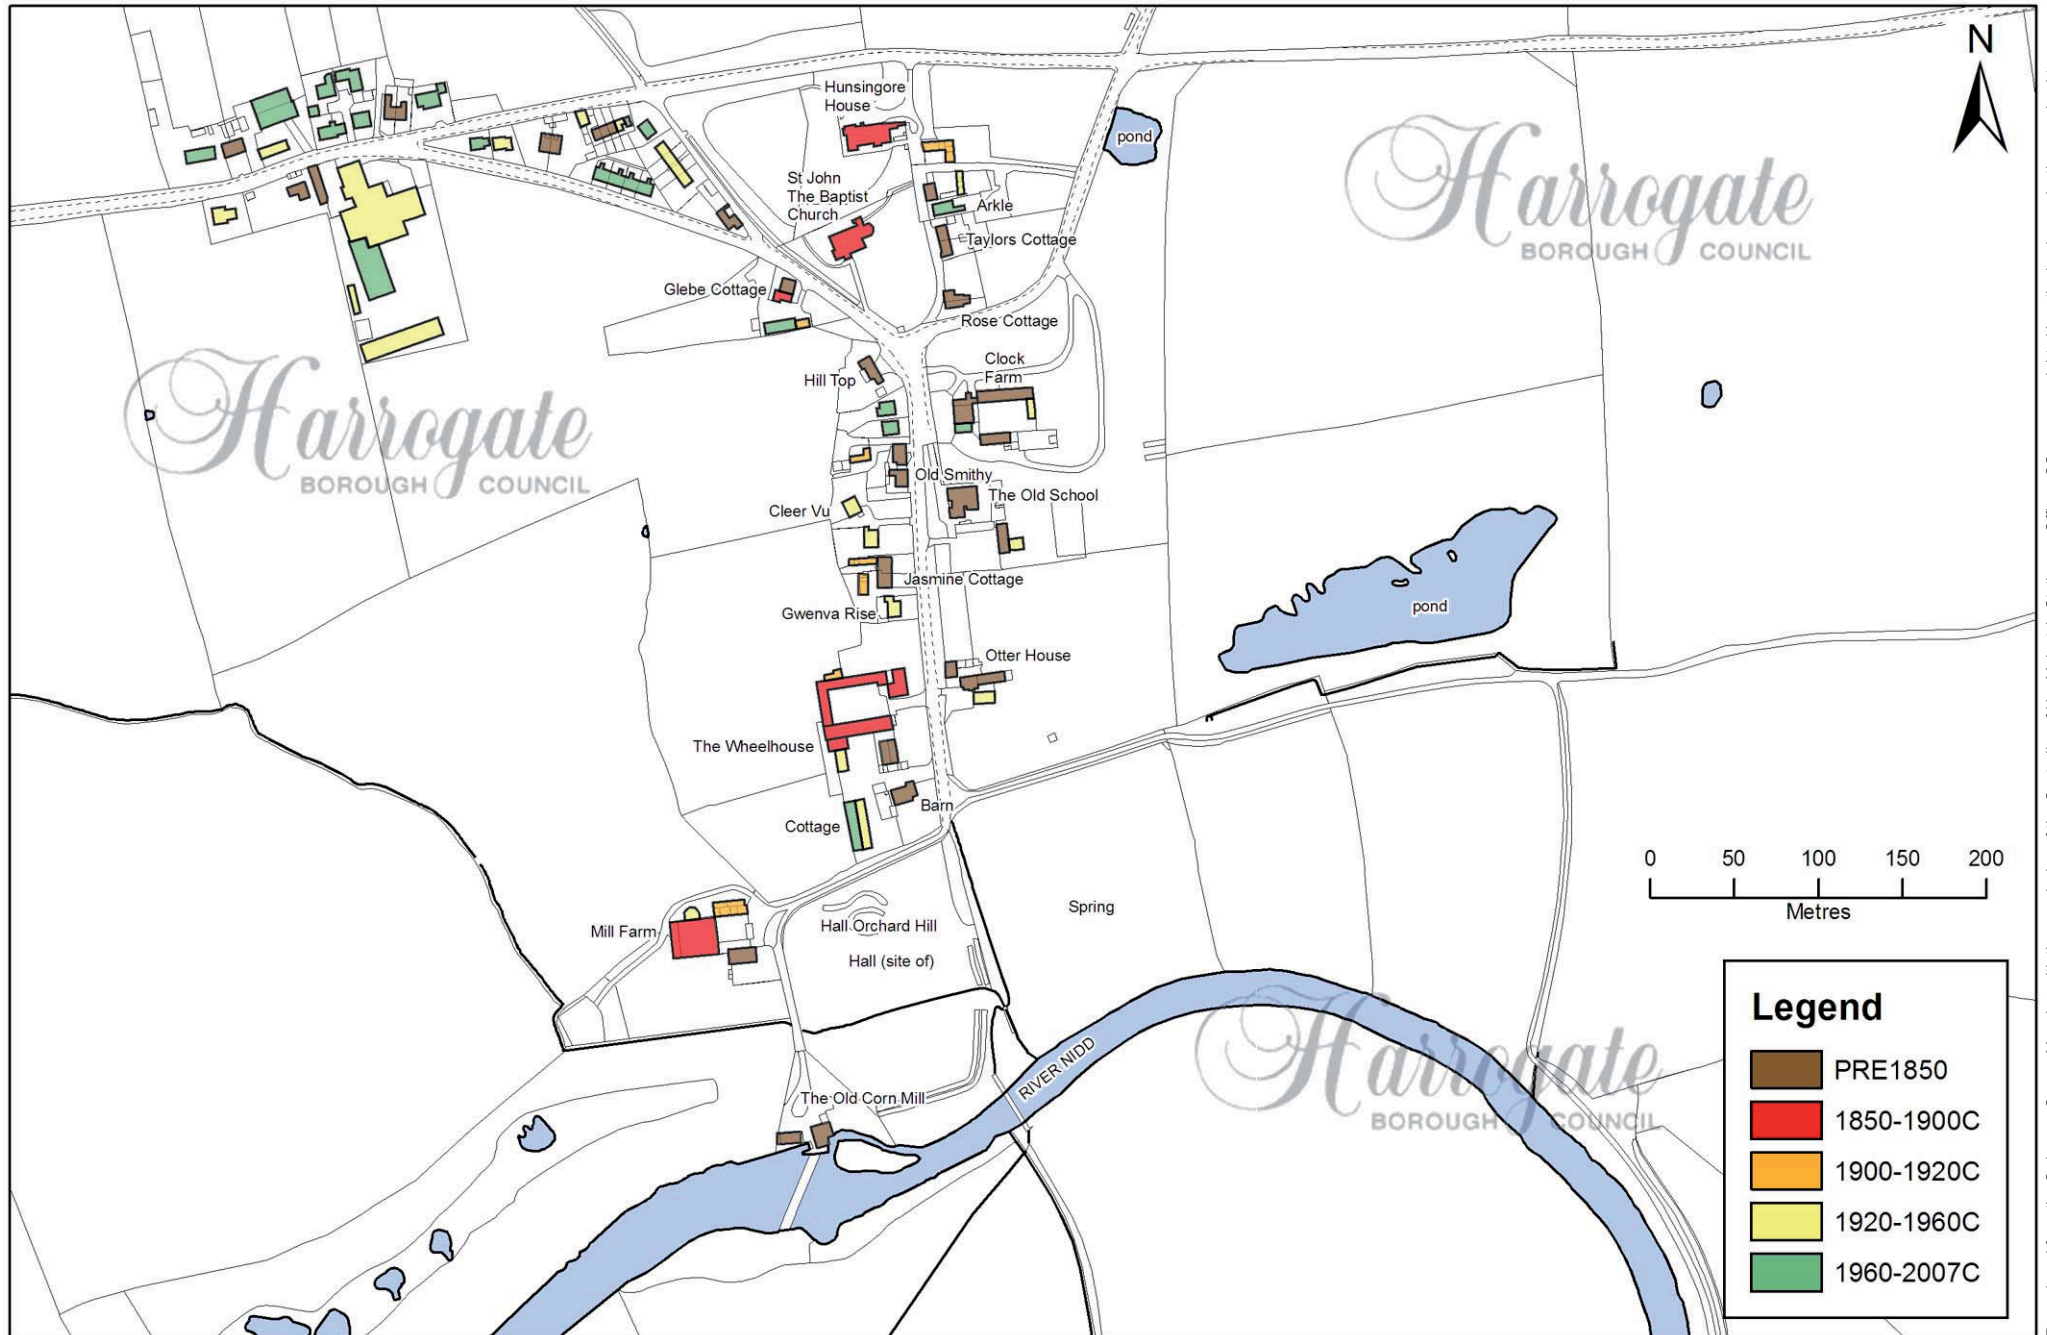 N
Harrogate
BOROUGH COUNCIL
Hunsingore
House
pond
St John
The Baptist
Church
Arkle
Taylors Cottage
Glebe Cottage
Rose Cottage
Clock
Farm
Hill Top
Harrogate
BOROUGH COUNCIL
Old Smithy
The Old School
Cleer Vu
Jasmine Cottage
Gwenva Rise
pond
Otter House
The Wheelhouse
Barn
Cottage
0 50 100 150 200
Metres
Spring
Mill Farm
Hall Orchard Hill
Hall (site of)
RIVER NIDD
Harrogate
BOROUGH COUNCIL
The Old Corn Mill
Legend
PRE1850
1850-1900C
1900-1920C
1920-1960C
1960-2007C